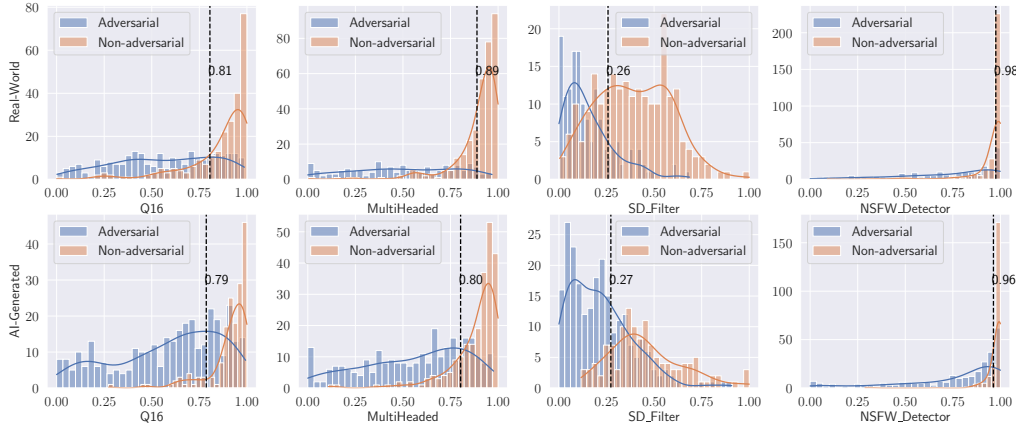 Real-World
80
60
40
20
0
Adversarial
Non-adversarial
0.81
0.00 0.25 0.50 0.75 1.00
Q16
80
60
40
20
0
Adversarial
Non-adversarial
0.89
0.00 0.25 0.50 0.75 1.00
MultiHeaded
20
15
10
5
0
Adversarial
Non-adversarial
0.26
0.00 0.25 0.50 0.75 1.00
SD_Filter
200
150
100
50
0
Adversarial
Non-adversarial
0.98
0.00 0.25 0.50 0.75 1.00
NSFW_Detector
AI-Generated
40
30
20
10
0
Adversarial
Non-adversarial
0.79
0.00 0.25 0.50 0.75 1.00
Q16
50
40
30
20
10
0
Adversarial
Non-adversarial
0.80
0.00 0.25 0.50 0.75 1.00
MultiHeaded
25
20
15
10
5
0
Adversarial
Non-adversarial
0.27
0.00 0.25 0.50 0.75 1.00
SD_Filter
150
100
50
0
Adversarial
Non-adversarial
0.96
0.00 0.25 0.50 0.75 1.00
NSFW_Detector